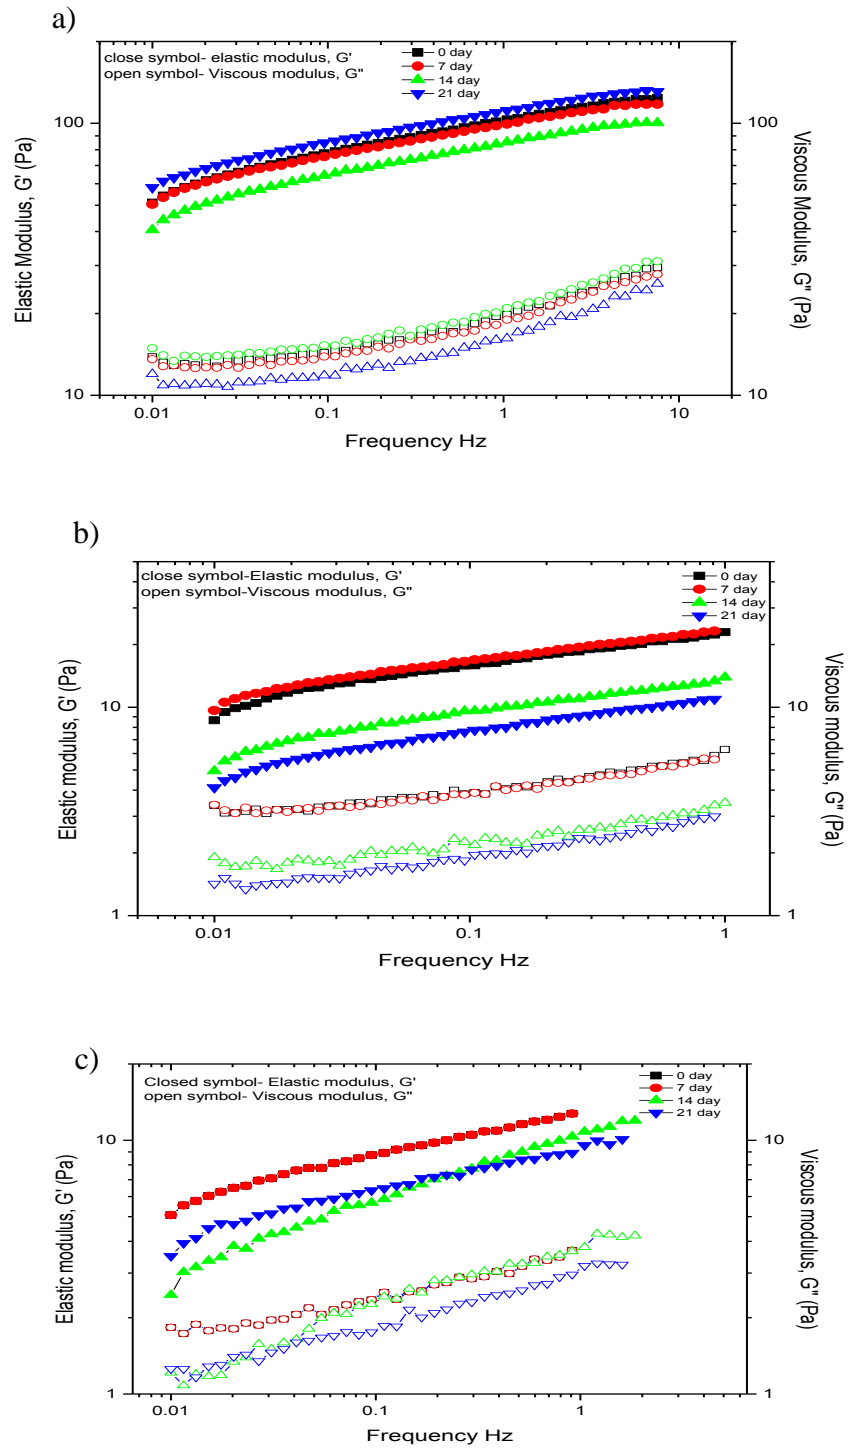 a)
close symbol- elastic modulus, G'
open symbol- Viscous modulus, G"
0 day
7 day
14 day
21 day
100
10
100
10
Elastic Modulus, G' (Pa)
Viscous Modulus, G" (Pa)
0.01
0.1
1
10
Frequency Hz
b)
close symbol-Elastic modulus, G'
open symbol-Viscous modulus, G"
0 day
7 day
14 day
21 day
10
1
10
1
Elastic modulus, G' (Pa)
Viscous modulus, G" (Pa)
0.01
0.1
1
Frequency Hz
c)
Closed symbol- Elastic modulus, G'
open symbol- Viscous modulus, G"
0 day
7 day
14 day
21 day
10
1
10
1
Elastic modulus, G' (Pa)
Viscous modulus, G" (Pa)
0.01
0.1
1
Frequency Hz